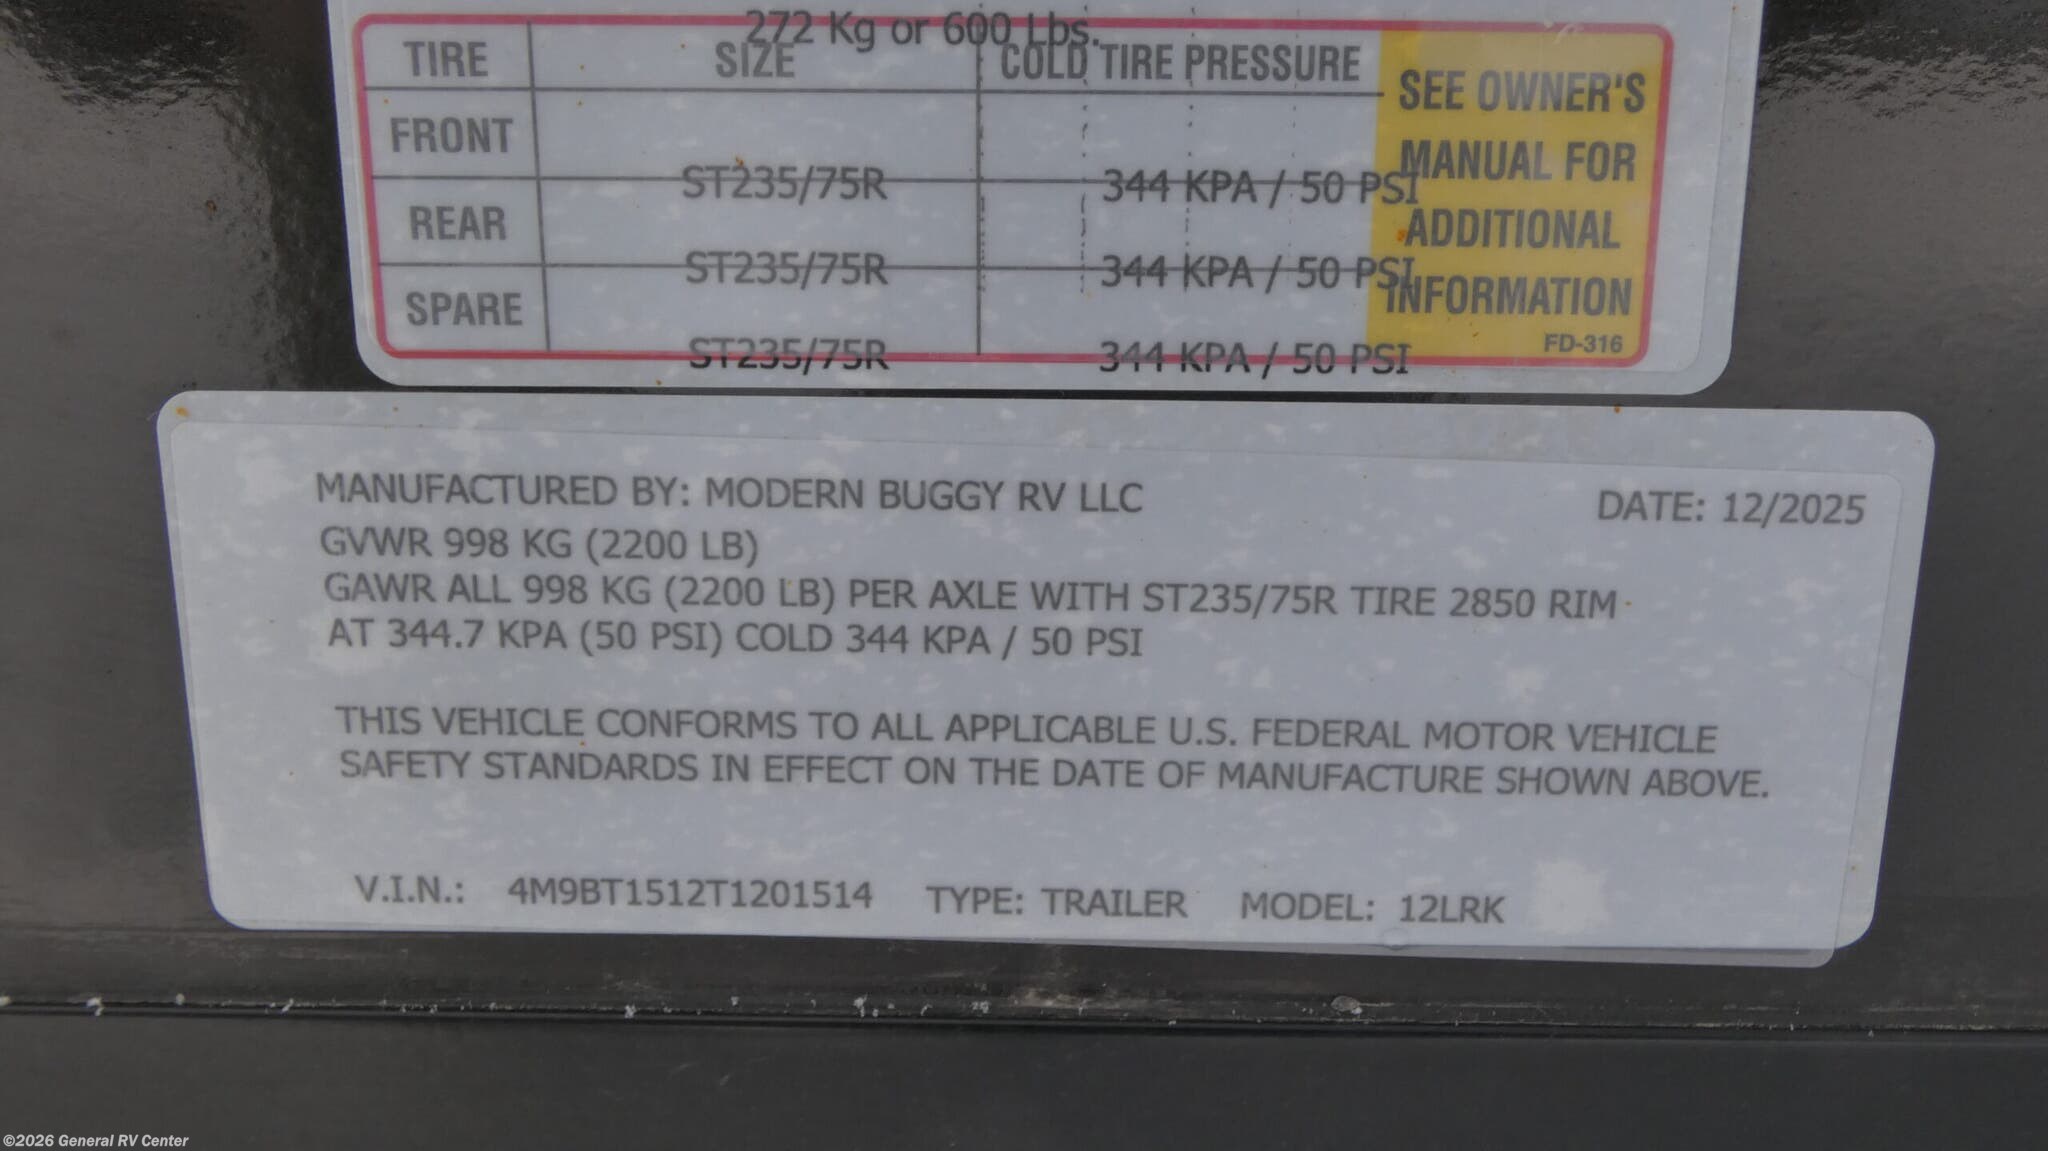 272 Kg or 600 Lbs.
TIRE SIZE COLD TIRE PRESSURE
SEE OWNER'S
MANUAL FOR
ADDITIONAL
INFORMATION
FD-316
FRONT ST235/75R 344 KPA / 50 PSI
REAR ST235/75R 344 KPA / 50 PSI
SPARE ST235/75R 344 KPA / 50 PSI
MANUFACTURED BY: MODERN BUGGY RV LLC DATE: 12/2025
GVWR 998 KG (2200 LB)
GAWR ALL 998 KG (2200 LB) PER AXLE WITH ST235/75R TIRE 2850 RIM
AT 344.7 KPA (50 PSI) COLD 344 KPA / 50 PSI
THIS VEHICLE CONFORMS TO ALL APPLICABLE U.S. FEDERAL MOTOR VEHICLE
SAFETY STANDARDS IN EFFECT ON THE DATE OF MANUFACTURE SHOWN ABOVE.
V.I.N.: 4M9BT1512T1201514 TYPE: TRAILER MODEL: 12LRK
©2026 General RV Center